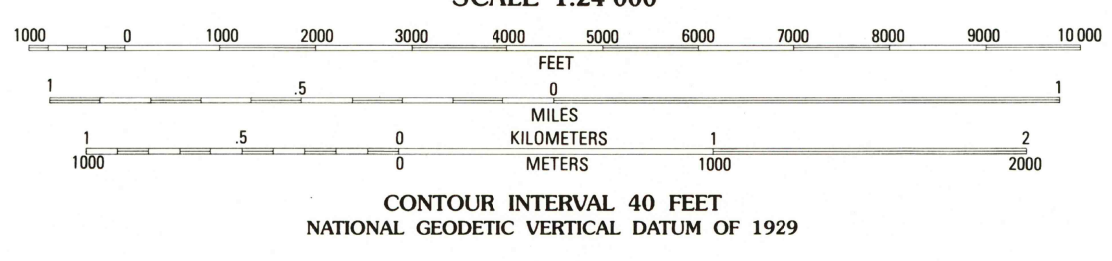 SCALE 1:24 000
1000 0 1000 2000 3000 4000 5000 6000 7000 8000 9000 10 000
FEET
1 .5 0 1
MILES
1 .5 0 KILOMETERS 1 2
1000 0 METERS 1000 2000
CONTOUR INTERVAL 40 FEET
NATIONAL GEODETIC VERTICAL DATUM OF 1929